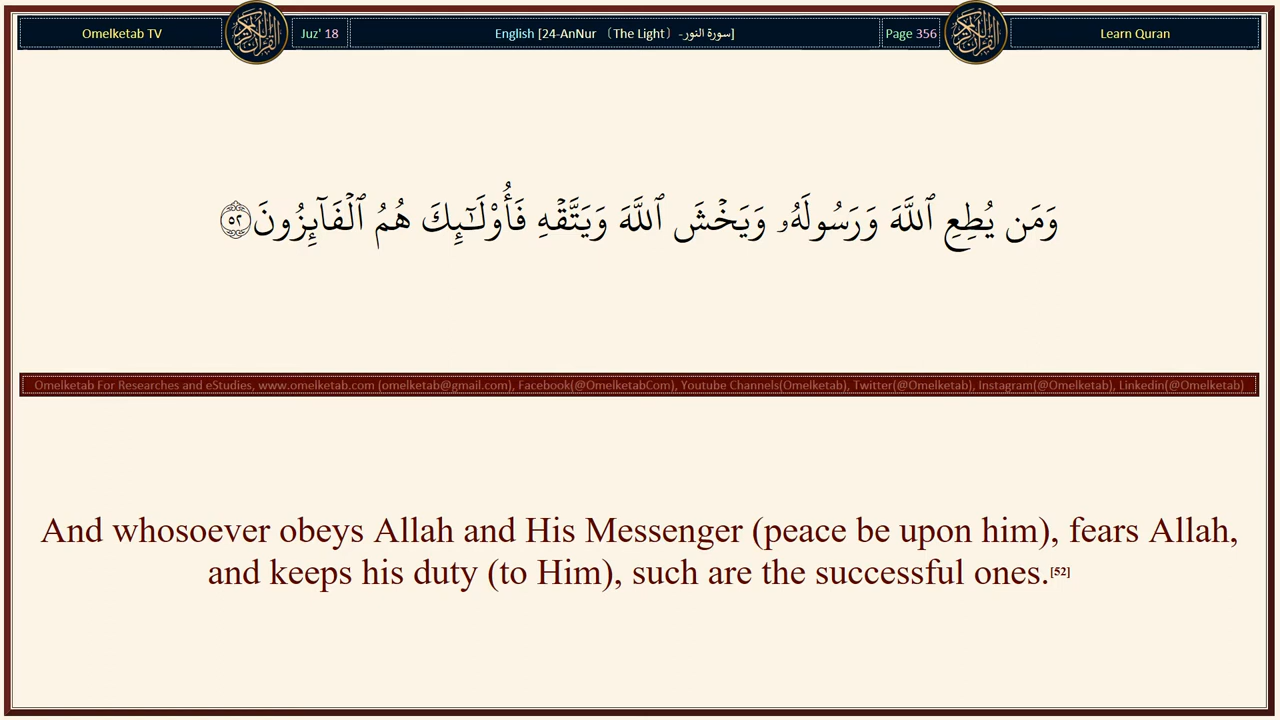 Omelketab TV
Juz' 18
English [24-AnNur （The Light）-سورة النور]
Page 356
Learn Quran
وَمَن يُطِعِ ٱللَّهَ وَرَسُولَهُۥ وَيَخۡشَ ٱللَّهَ وَيَتَّقۡهِ فَأُوْلَـٰٓئِكَ هُمُ ٱلۡفَآئِزُونَ ٥٢
Omelketab For Researches and eStudies, www.omelketab.com (omelketab@gmail.com), Facebook(@OmelketabCom), Youtube Channels(Omelketab), Twitter(@Omelketab), Instagram(@Omelketab), Linkedin(@Omelketab)
And whosoever obeys Allah and His Messenger (peace be upon him), fears Allah,
and keeps his duty (to Him), such are the successful ones.[52]